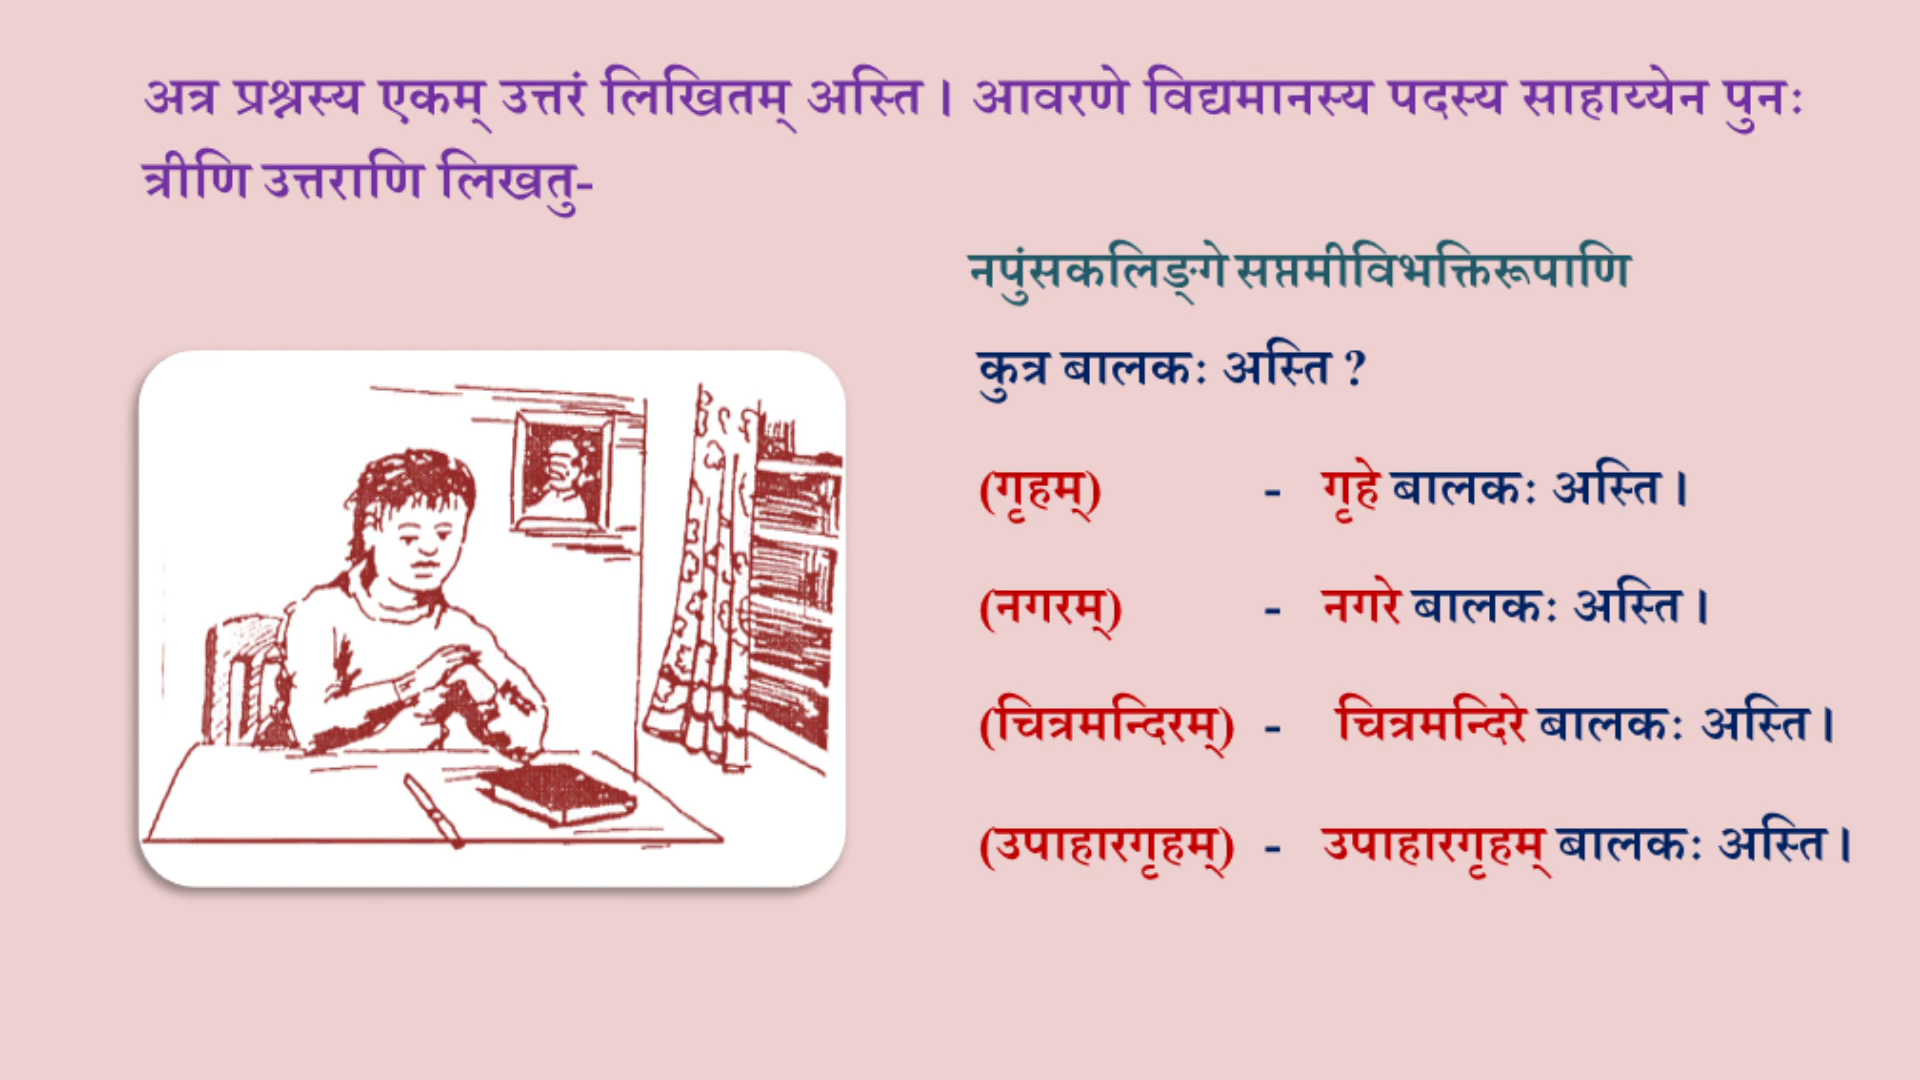 अत्र प्रश्नस्य एकम् उत्तरं लिखितम् अस्ति । आवरणे विद्यमानस्य पदस्य साहाय्येन पुनः
त्रीणि उत्तराणि लिखतु-
नपुंसकलिङ्गे सप्तमीविभक्तिरूपाणि
कुत्र बालकः अस्ति ?
(गृहम्) - गृहे बालकः अस्ति ।
(नगरम्) - नगरे बालकः अस्ति ।
(चित्रमन्दिरम्) - चित्रमन्दिरे बालकः अस्ति ।
(उपाहारगृहम्) - उपाहारगृहम् बालकः अस्ति ।